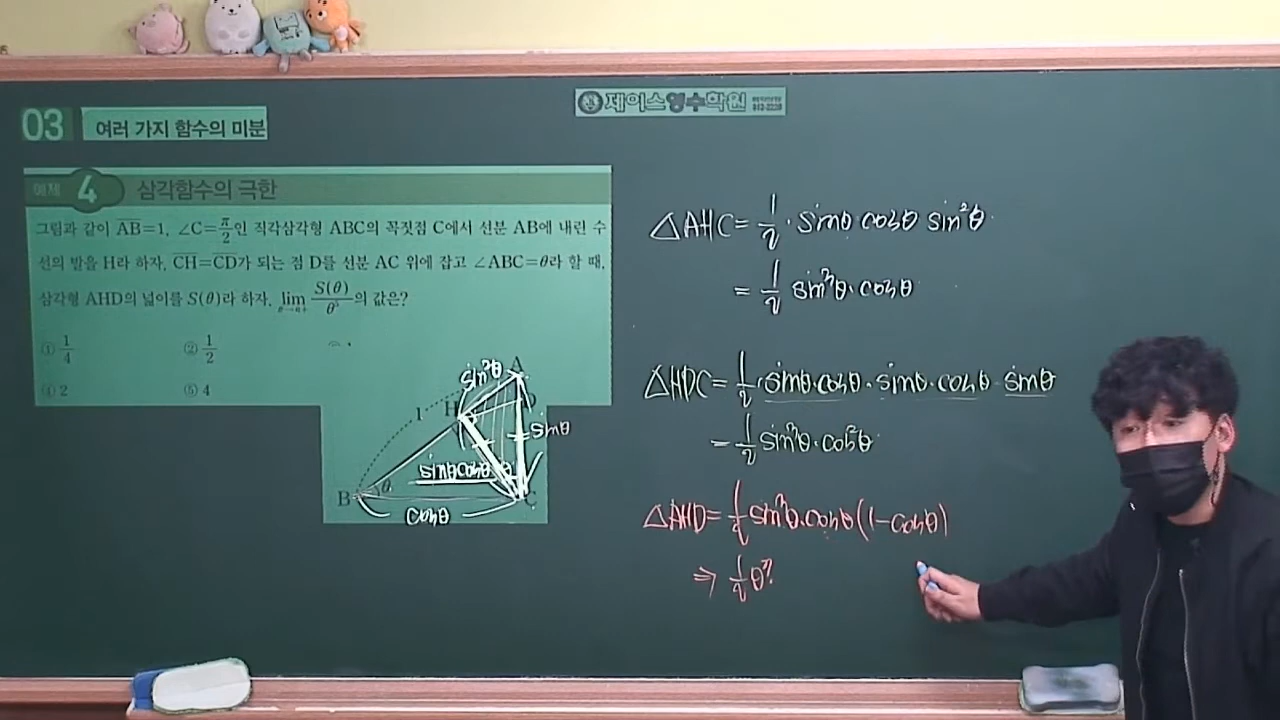 제이스영수학원
03 여러 가지 함수의 미분
예제 4 삼각함수의 극한
그림과 같이 AB=1, ∠C=π/2인 직각삼각형 ABC의 꼭짓점 C에서 선분 AB에 내린 수
선의 발을 H라 하자. CH=CD가 되는 점 D를 선분 AC 위에 잡고 ∠ABC=θ라 할 때,
삼각형 AHD의 넓이를 S(θ)라 하자. lim θ→0+ S(θ)/θ⁵의 값은?
① 1/4 ② 1/2
④ 2 ⑤ 4
sin²θ A
1 H D
sinθ
sinθcosθ θ
B θ C
cosθ
△AHC = 1/2 · sinθ cosθ sin²θ
= 1/2 sin³θ · cosθ
△HDC = 1/2 · sinθ·cosθ · sinθ·cosθ · sinθ
= 1/2 sin³θ · cos²θ
△AHD = 1/2 sin³θ · cosθ (1-cosθ)
⇒ 1/2 θ³